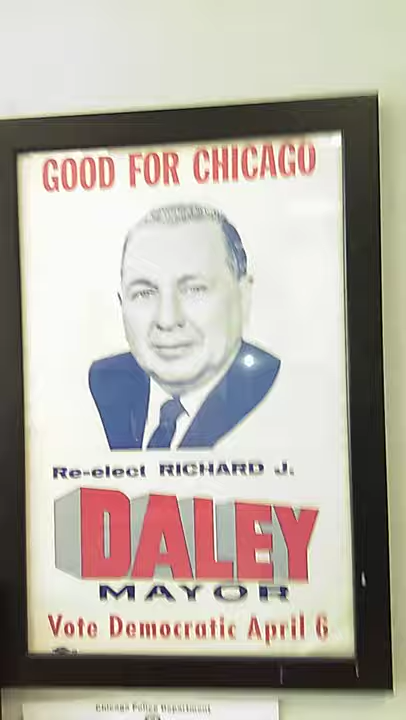 GOOD FOR CHICAGO
Re-elect RICHARD J.
DALEY
MAYOR
Vote Democratic April 6
Chicago Police Department